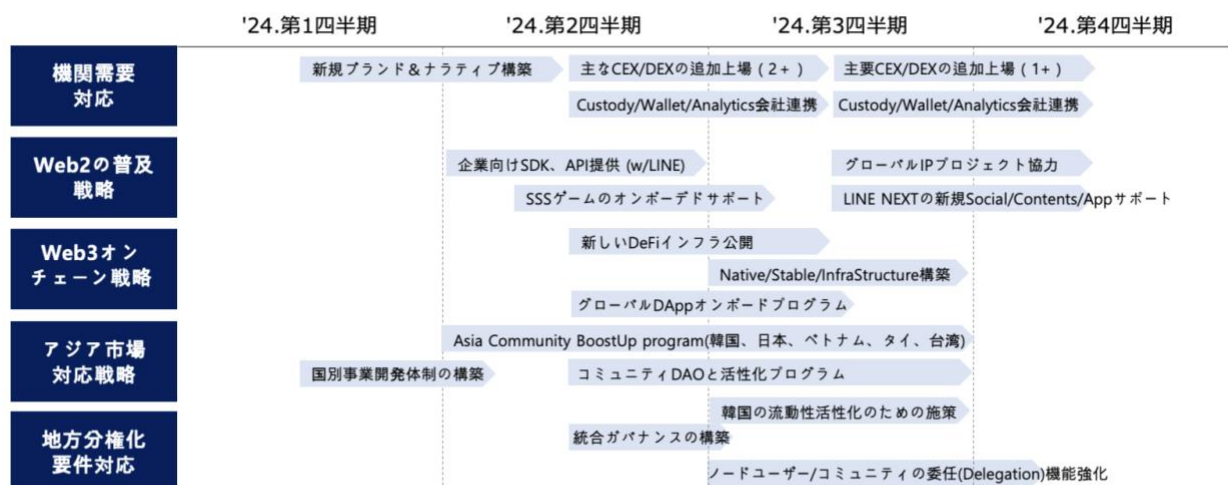 '24.第1四半期
'24.第2四半期
'24.第3四半期
'24.第4四半期
機関需要
対応
新規ブランド＆ナラティブ構築
主なCEX/DEXの追加上場 ( 2+ )
主要CEX/DEXの追加上場 ( 1+ )
Custody/Wallet/Analytics会社連携
Custody/Wallet/Analytics会社連携
Web2の普及
戦略
企業向けSDK、API提供 (w/LINE)
グローバルIPプロジェクト協力
SSSゲームのオンボーデドサポート
LINE NEXTの新規Social/Contents/Appサポート
Web3オン
チェーン戦略
新しいDeFiインフラ公開
Native/Stable/InfraStructure構築
グローバルDAppオンボードプログラム
アジア市場
対応戦略
Asia Community BoostUp program(韓国、日本、ベトナム、タイ、台湾)
国別事業開発体制の構築
コミュニティDAOと活性化プログラム
韓国の流動性活性化のための施策
地方分権化
要件対応
統合ガバナンスの構築
ノードユーザー/コミュニティの委任(Delegation)機能強化